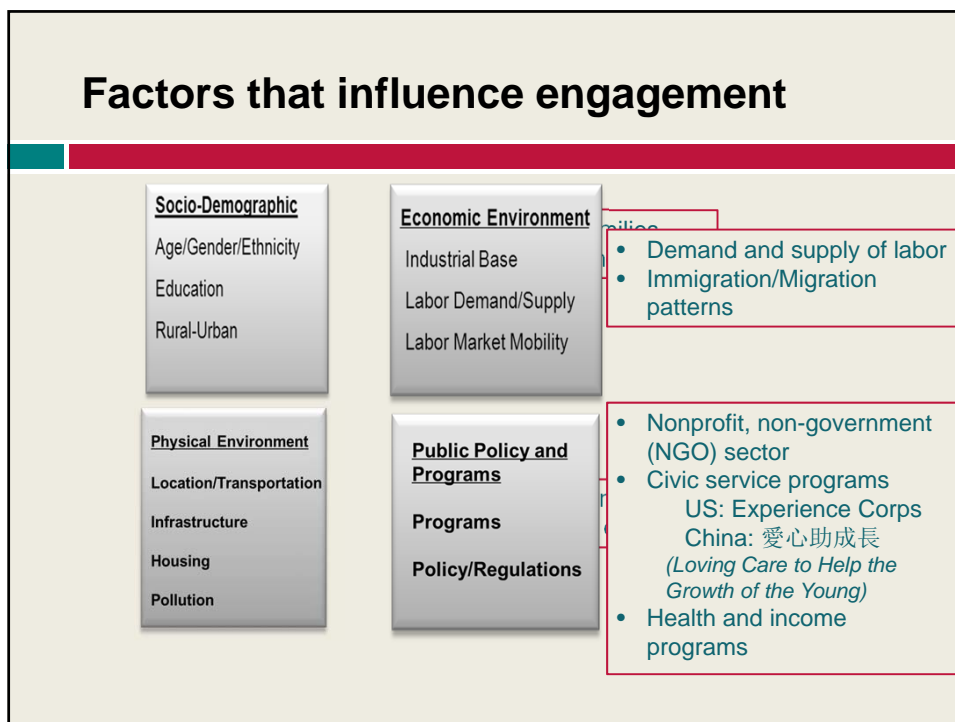 Factors that influence engagement
Socio-Demographic
Age/Gender/Ethnicity
Education
Rural-Urban
Economic Environment
Industrial Base
Labor Demand/Supply
Labor Market Mobility
• Demand and supply of labor
• Immigration/Migration
patterns
Physical Environment
Location/Transportation
Infrastructure
Housing
Pollution
Public Policy and
Programs
Programs
Policy/Regulations
• Nonprofit, non-government
(NGO) sector
• Civic service programs
US: Experience Corps
China: 愛心助成長
(Loving Care to Help the
Growth of the Young)
• Health and income
programs